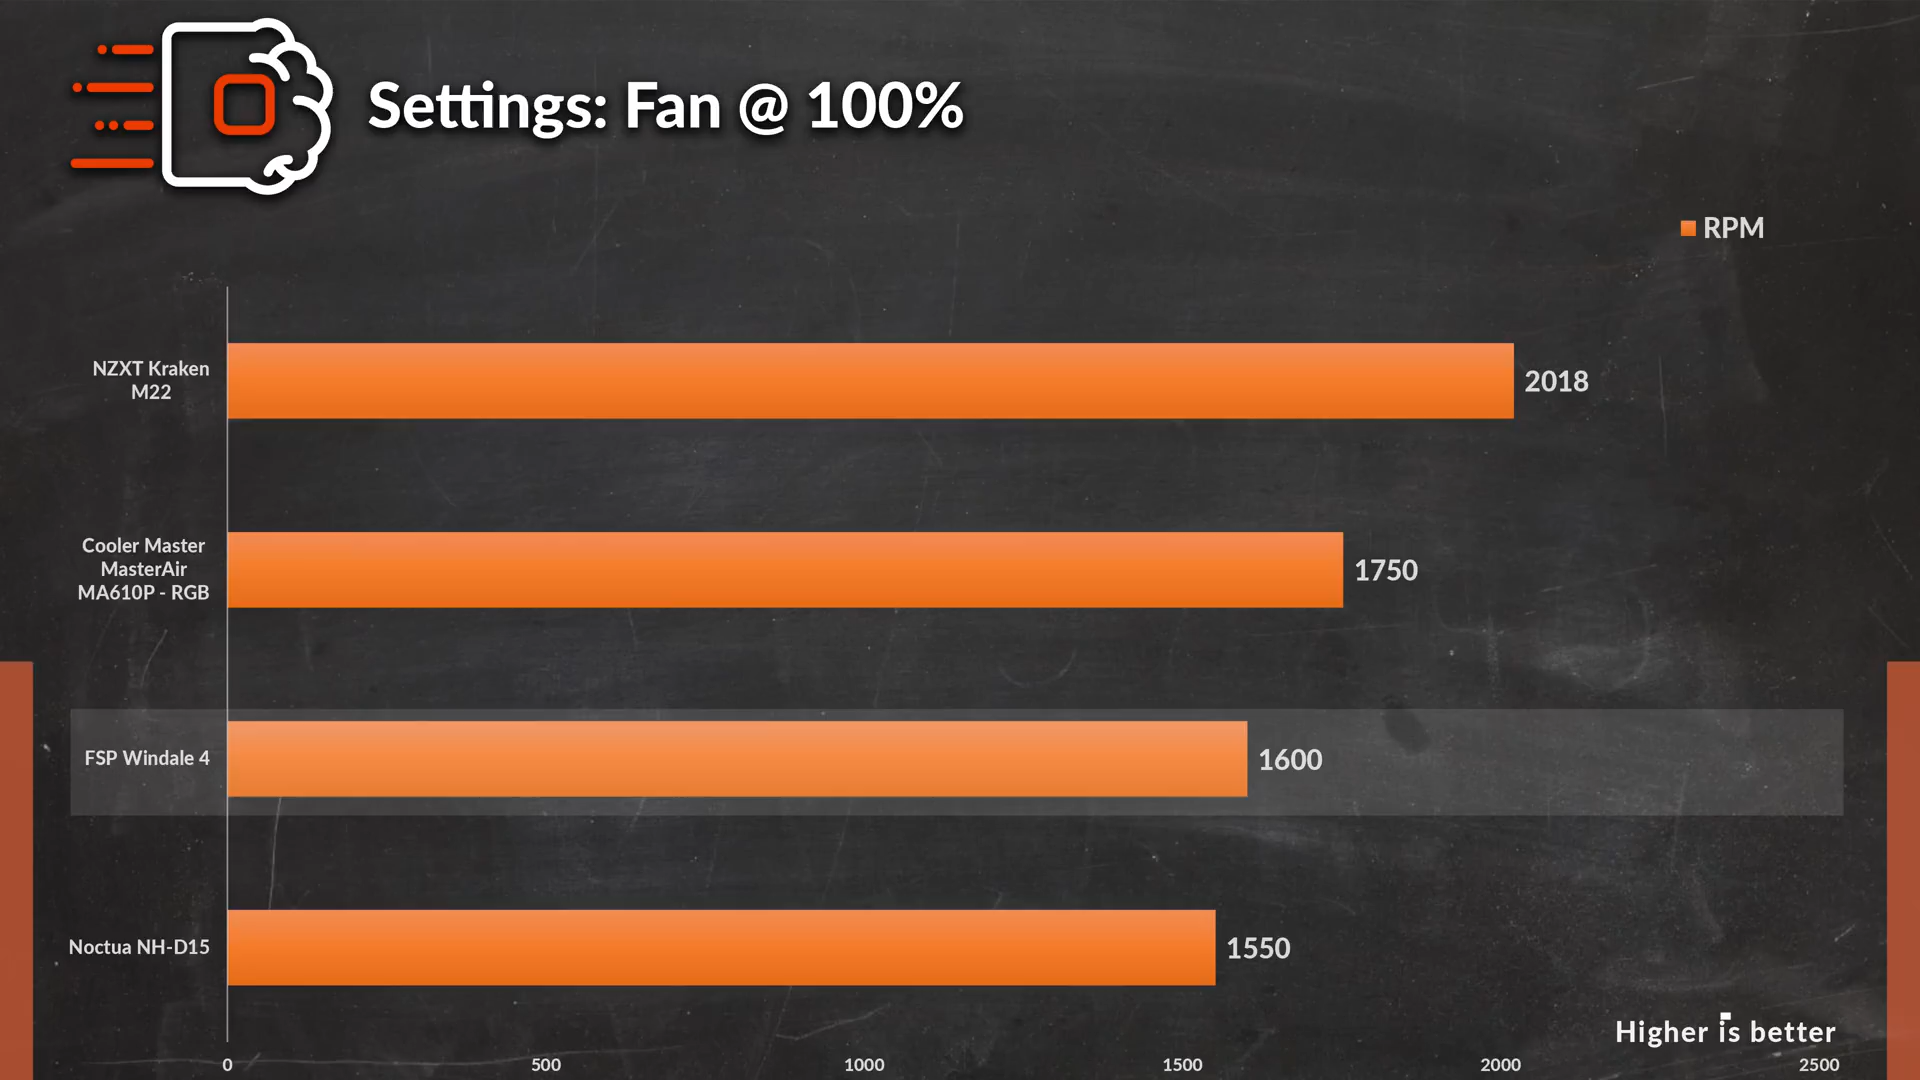 Settings: Fan @ 100%
RPM
NZXT Kraken
M22
2018
Cooler Master
MasterAir
MA610P - RGB
1750
FSP Windale 4
1600
Noctua NH-D15
1550
Higher is better
0 500 1000 1500 2000 2500